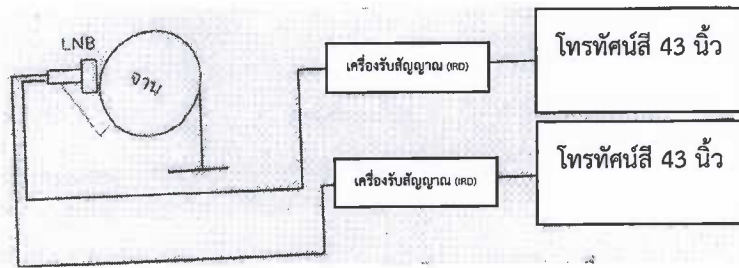 LNB
จาน
เครื่องรับสัญญาณ (IRD)
โทรทัศน์สี 43 นิ้ว
เครื่องรับสัญญาณ (IRD)
โทรทัศน์สี 43 นิ้ว